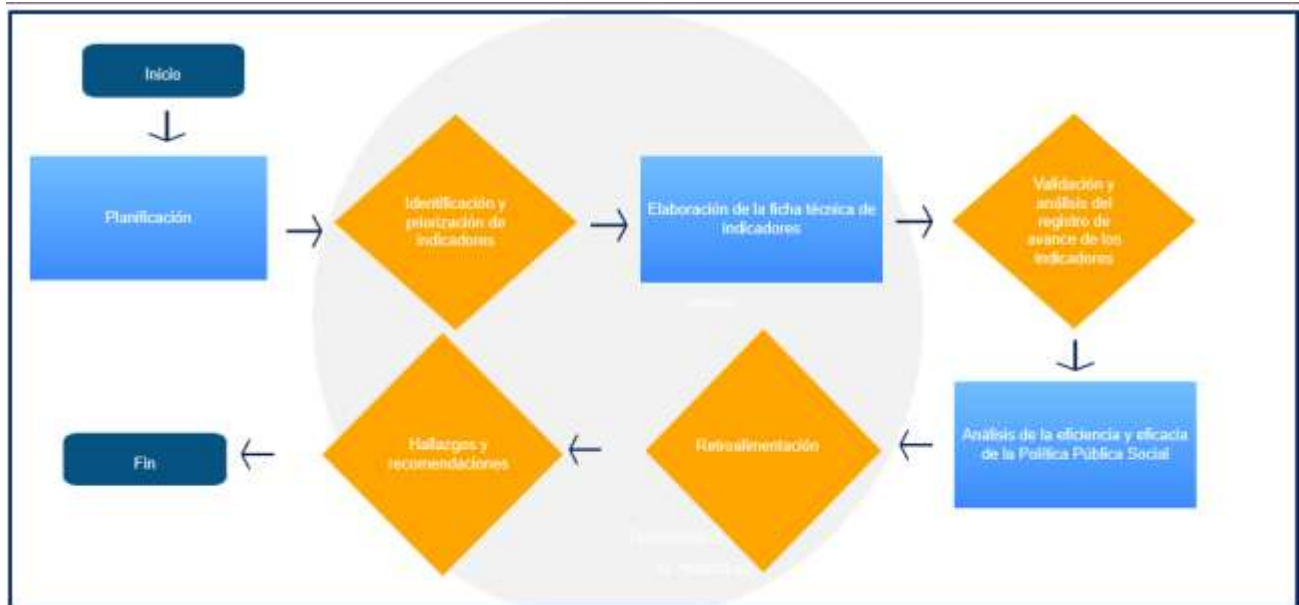 Inicio
Planificación
Identificación y
priorización de
indicadores
Elaboración de la ficha técnica de
indicadores
Validación y
análisis del
registro de
avance de los
indicadores
Análisis de la eficiencia y eficacia
de la Política Pública Social
Retroalimentación
Hallazgos y
recomendaciones
Fin